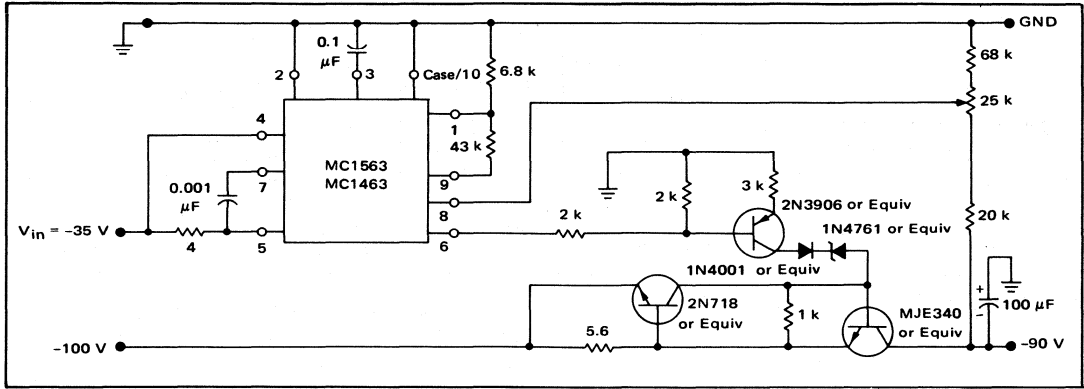 GND
0.1
μF
2
3
Case/10
6.8 k
68 k
25 k
4
1
43 k
MC1563
MC1463
0.001
μF
7
9
8
3 k
2 k
2N3906 or Equiv
2 k
20 k
1N4761 or Equiv
Vin = –35 V
4
5
6
1N4001 or Equiv
2N718
or Equiv
1 k
MJE340
or Equiv
+
–
100 μF
5.6
–100 V
–90 V